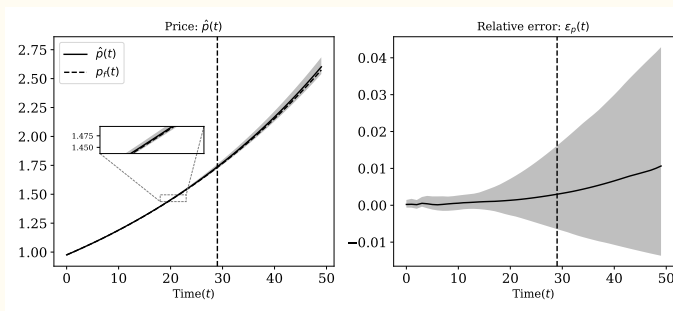 Price: p̂(t)
2.75
2.50
2.25
2.00
1.75
1.50
1.25
1.00
p̂(t)
p_f(t)
1.475
1.450
0 10 20 30 40 50
Time(t)
Relative error: ε_p(t)
0.04
0.03
0.02
0.01
0.00
−0.01
0 10 20 30 40 50
Time(t)